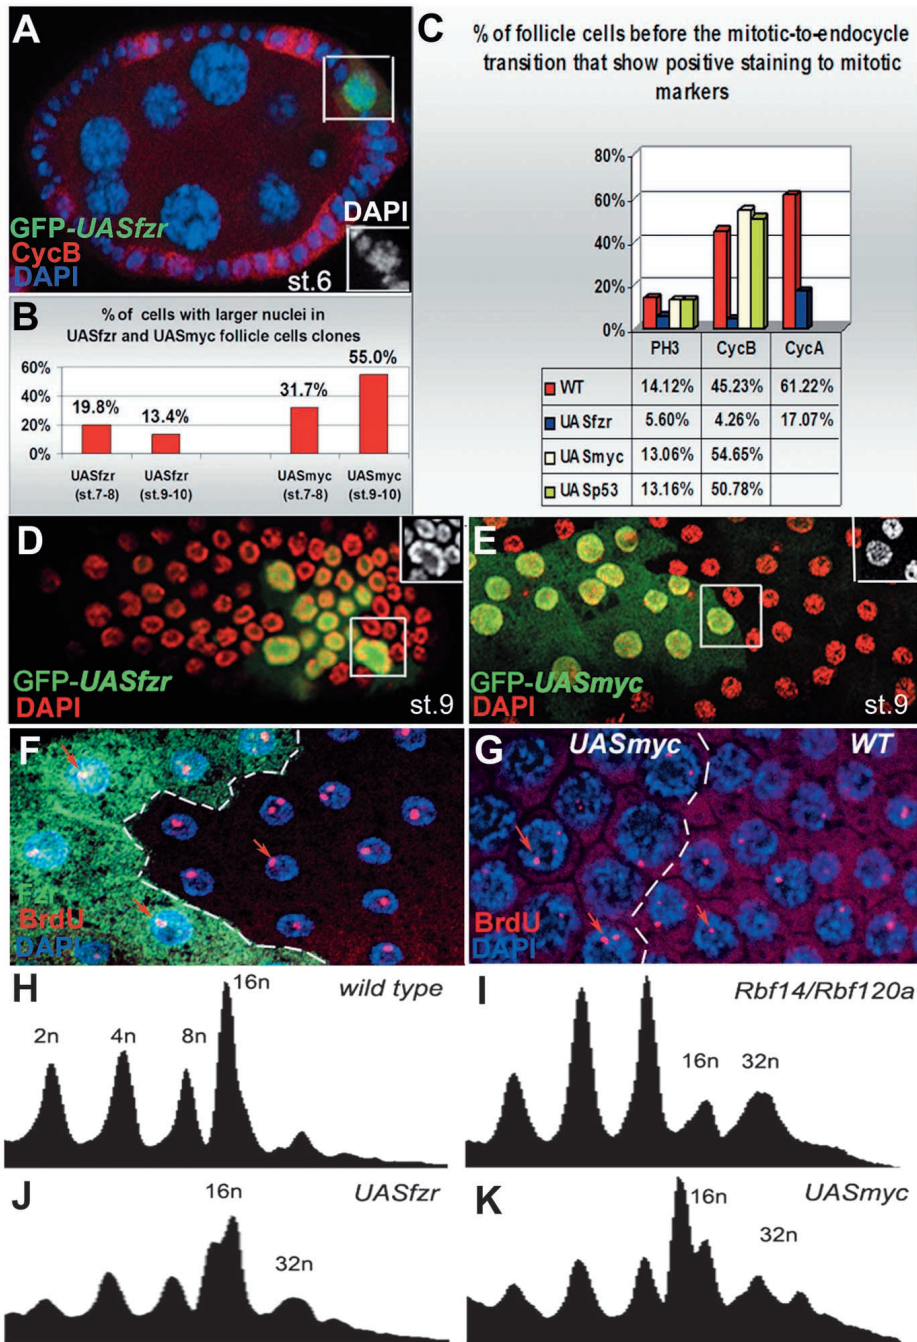 A
GFP-UASfzr
CycB
DAPI
DAPI
st.6
B
% of cells with larger nuclei in
UASfzr and UASmyc follicle cells clones
60%
40%
20%
0%
19.8%
13.4%
31.7%
55.0%
UASfzr
(st.7-8)
UASfzr
(st.9-10)
UASmyc
(st.7-8)
UASmyc
(st.9-10)
C
% of follicle cells before the mitotic-to-endocycle
transition that show positive staining to mitotic
markers
80%
60%
40%
20%
0%
PH3 CycB CycA
WT 14.12% 45.23% 61.22%
UASfzr 5.60% 4.26% 17.07%
UASmyc 13.06% 54.65%
UASp53 13.16% 50.78%
D
GFP-UASfzr
DAPI
st.9
E
GFP-UASmyc
DAPI
st.9
F
Fzr
BrdU
DAPI
G
UASmyc WT
BrdU
DAPI
H
wild type
2n 4n 8n 16n
I
Rbf14/Rbf120a
16n 32n
J
UASfzr
16n
32n
K
UASmyc
16n
32n